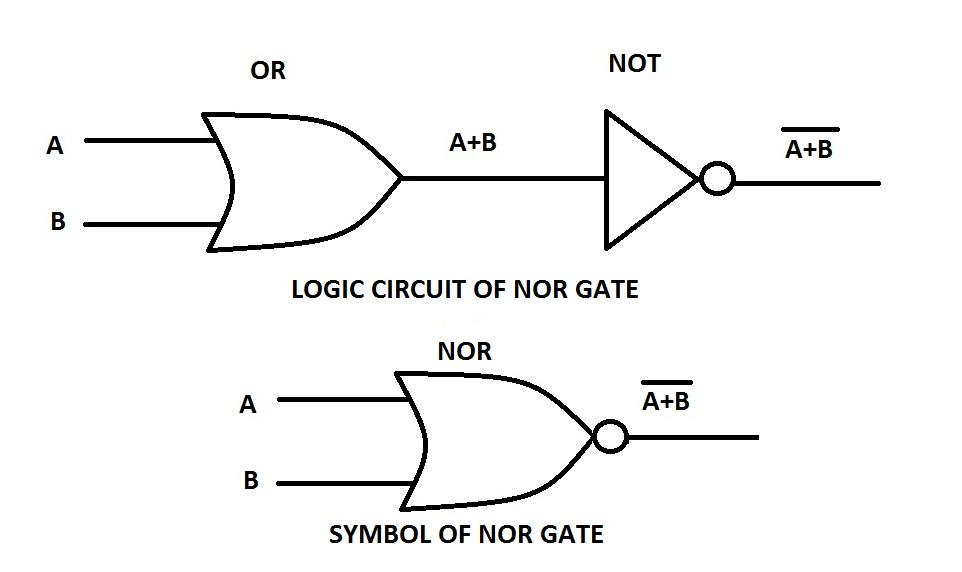 OR
NOT
A
A+B
A̅+̅B̅
B
LOGIC CIRCUIT OF NOR GATE
NOR
A
A̅+̅B̅
B
SYMBOL OF NOR GATE